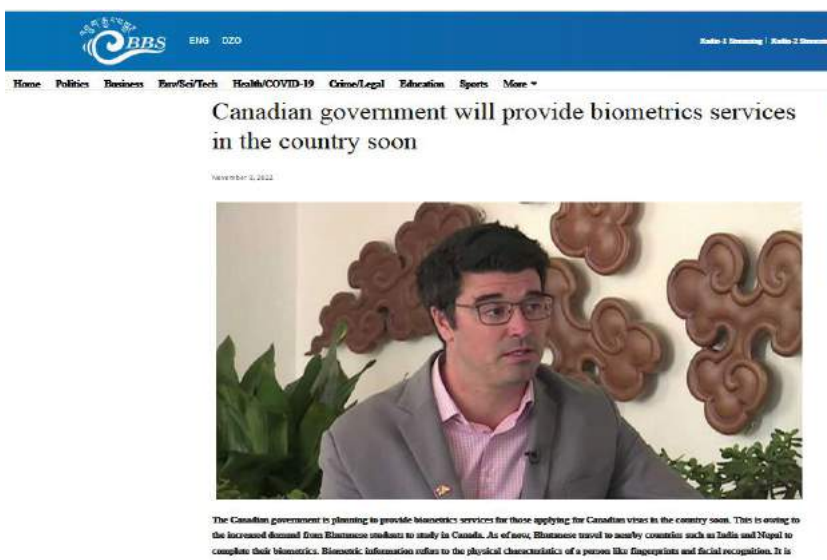 BBS
ENG DZO
Radio-1 Streaming | Radio-2
Home Politics Business Env/Sci/Tech Health/COVID-19 Crime/Legal Education Sports More
Canadian government will provide biometrics services
in the country soon
2022
The Canadian government is planning to provide biometrics services for those applying for Canadian visas in the country soon. This is owing to
the increased demand from Bhutanese students to study in Canada. As of now, Bhutanese travel to nearby countries such as India and Nepal to
complete their biometrics. Biometric information refers to the physical characteristics of a person like fingerprints and facial recognition. It is